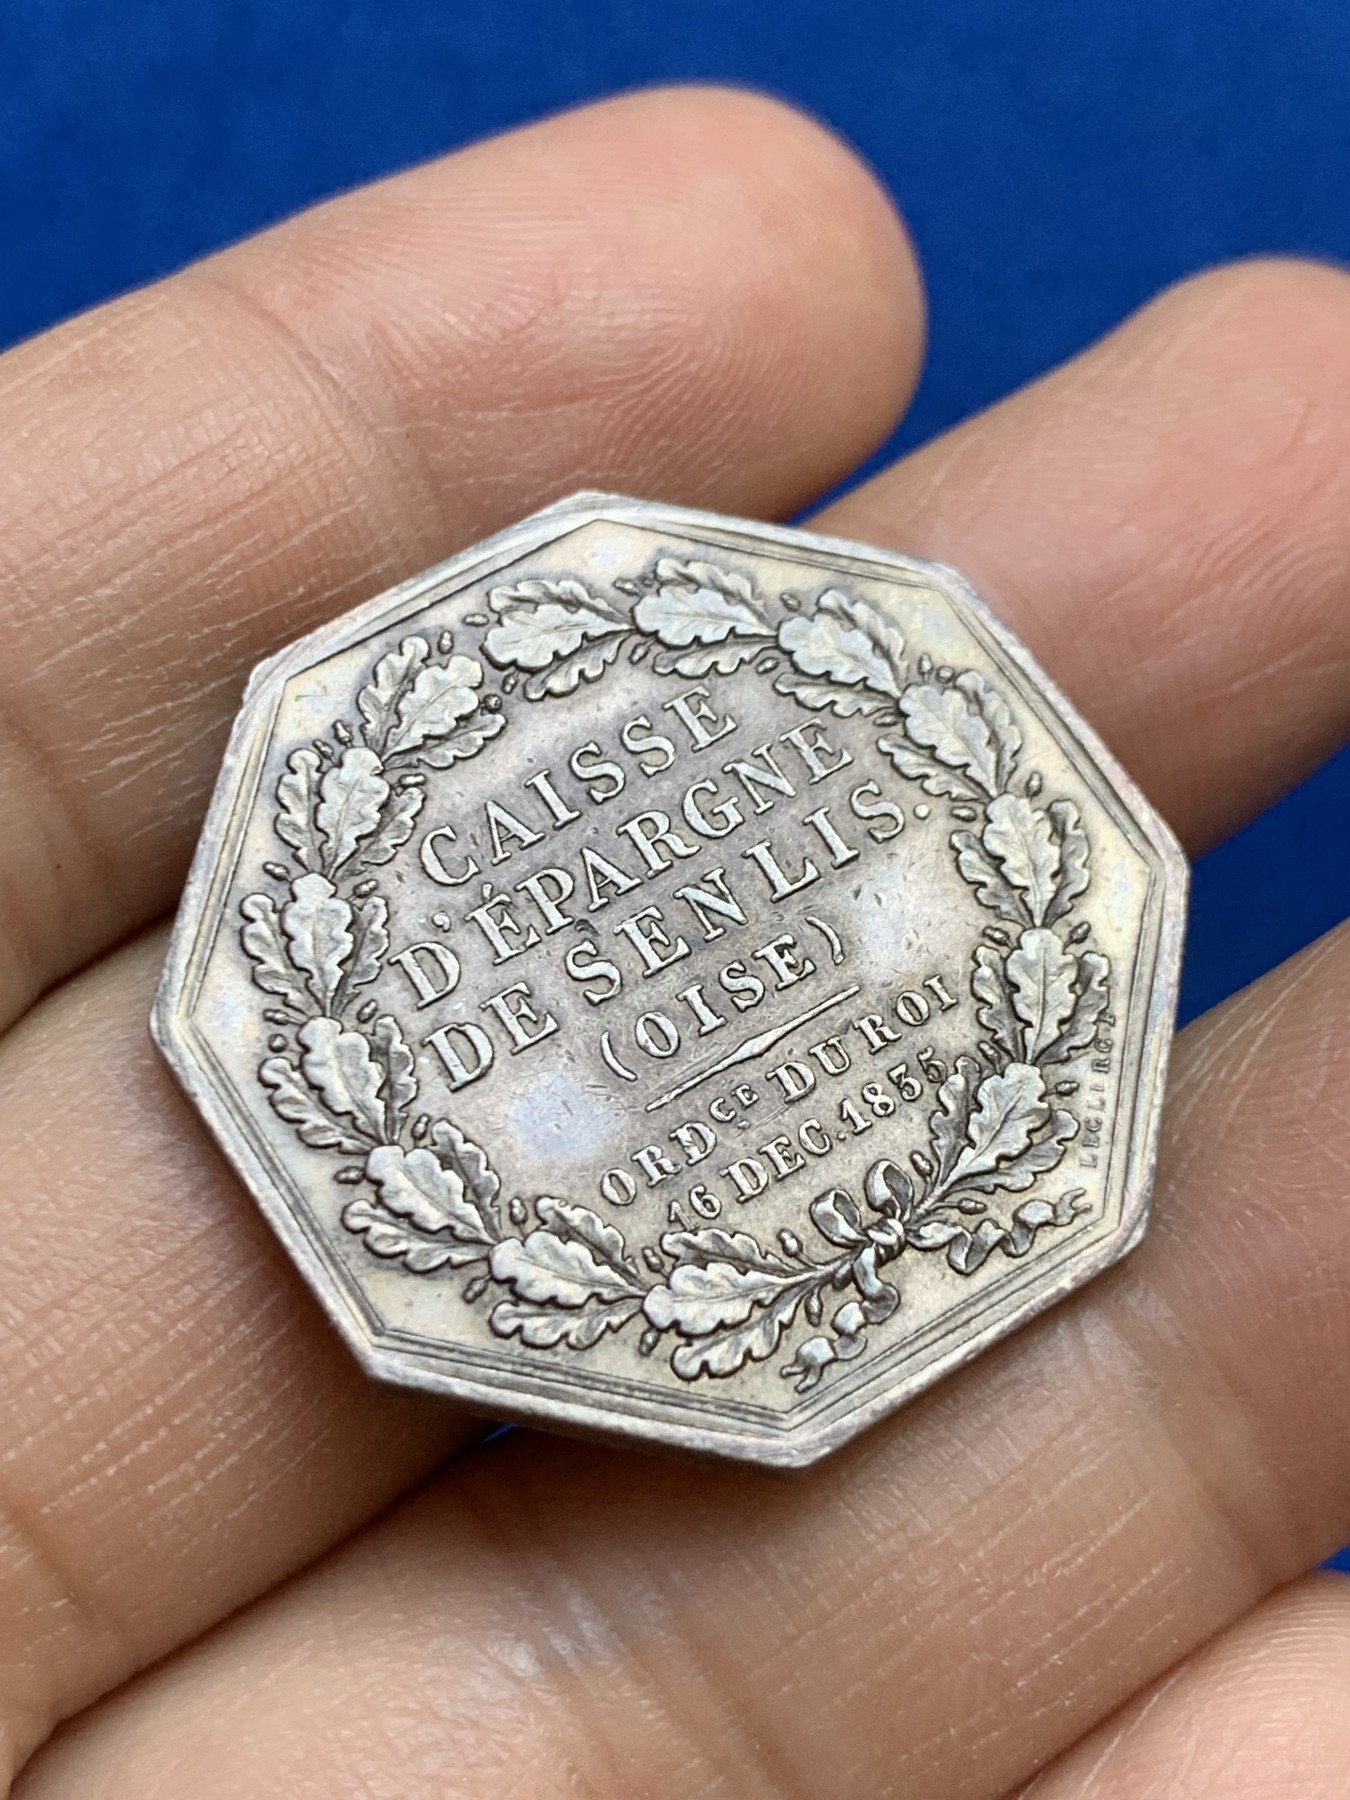 CAISSE
D'ÉPARGNE
DE SENLIS.
(OISE)
ORDCE DU ROI
16 DEC. 1835